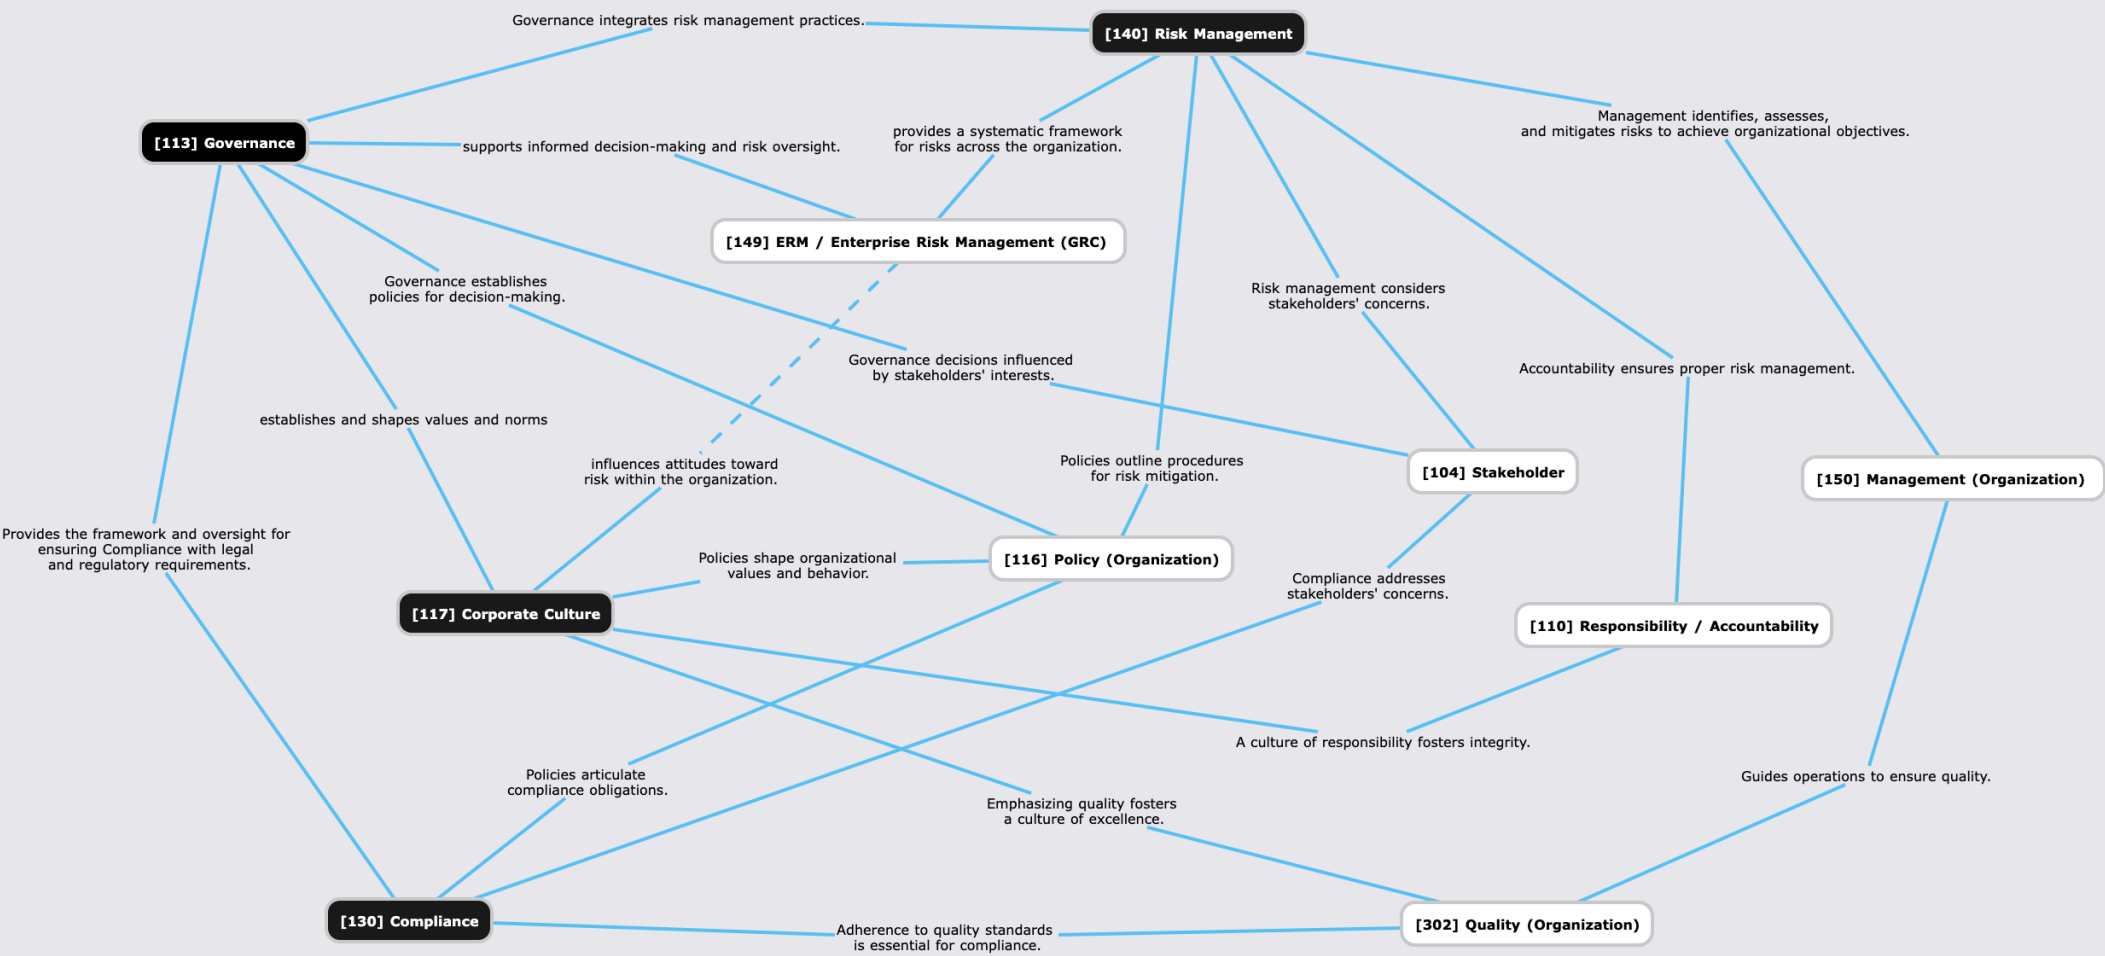 Governance integrates risk management practices.
[140] Risk Management
Management identifies, assesses,
and mitigates risks to achieve organizational objectives.
[113] Governance
supports informed decision-making and risk oversight.
provides a systematic framework
for risks across the organization.
[149] ERM / Enterprise Risk Management (GRC)
Governance establishes
policies for decision-making.
Risk management considers
stakeholders' concerns.
Governance decisions influenced
by stakeholders' interests.
Accountability ensures proper risk management.
establishes and shapes values and norms
influences attitudes toward
risk within the organization.
Policies outline procedures
for risk mitigation.
[104] Stakeholder
[150] Management (Organization)
Provides the framework and oversight for
ensuring Compliance with legal
and regulatory requirements.
Policies shape organizational
values and behavior.
[116] Policy (Organization)
Compliance addresses
stakeholders' concerns.
[117] Corporate Culture
[110] Responsibility / Accountability
A culture of responsibility fosters integrity.
Policies articulate
compliance obligations.
Guides operations to ensure quality.
Emphasizing quality fosters
a culture of excellence.
[130] Compliance
Adherence to quality standards
is essential for compliance.
[302] Quality (Organization)